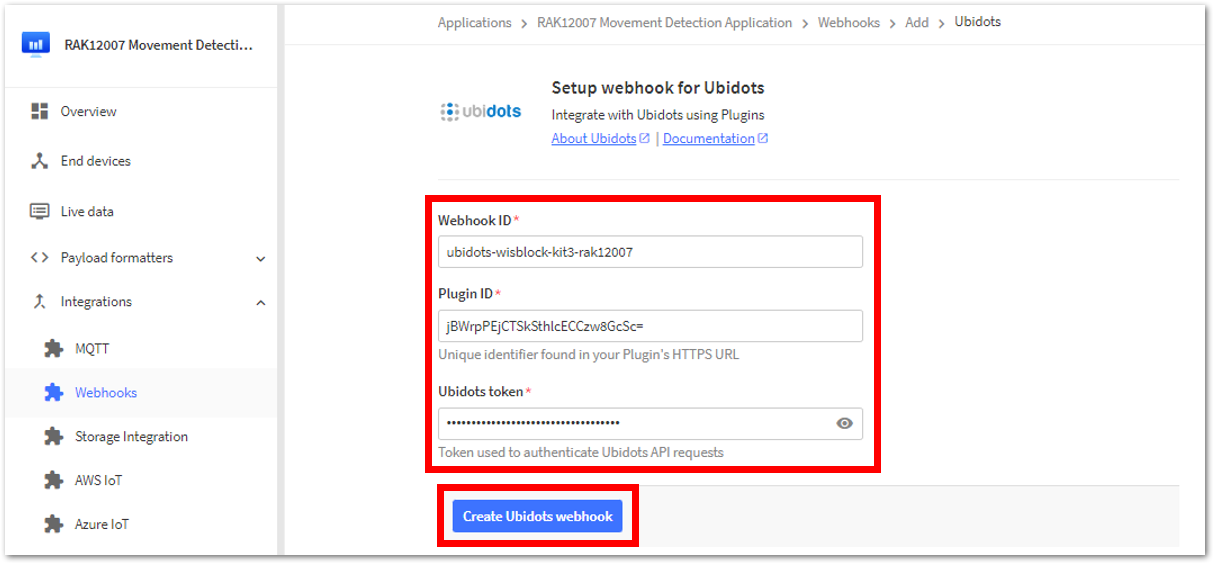 RAK12007 Movement Detecti...
Overview
End devices
Live data
Payload formatters
Integrations
MQTT
Webhooks
Storage Integration
AWS IoT
Azure IoT
Applications > RAK12007 Movement Detection Application > Webhooks > Add > Ubidots
ubidots
Setup webhook for Ubidots
Integrate with Ubidots using Plugins
About Ubidots | Documentation
Webhook ID*
ubidots-wisblock-kit3-rak12007
Plugin ID*
jBWrpPEjCTSkSthlcECCzw8GcSc=
Unique identifier found in your Plugin's HTTPS URL
Ubidots token*
•••••••••••••••••••••••••••••••••••
Token used to authenticate Ubidots API requests
Create Ubidots webhook